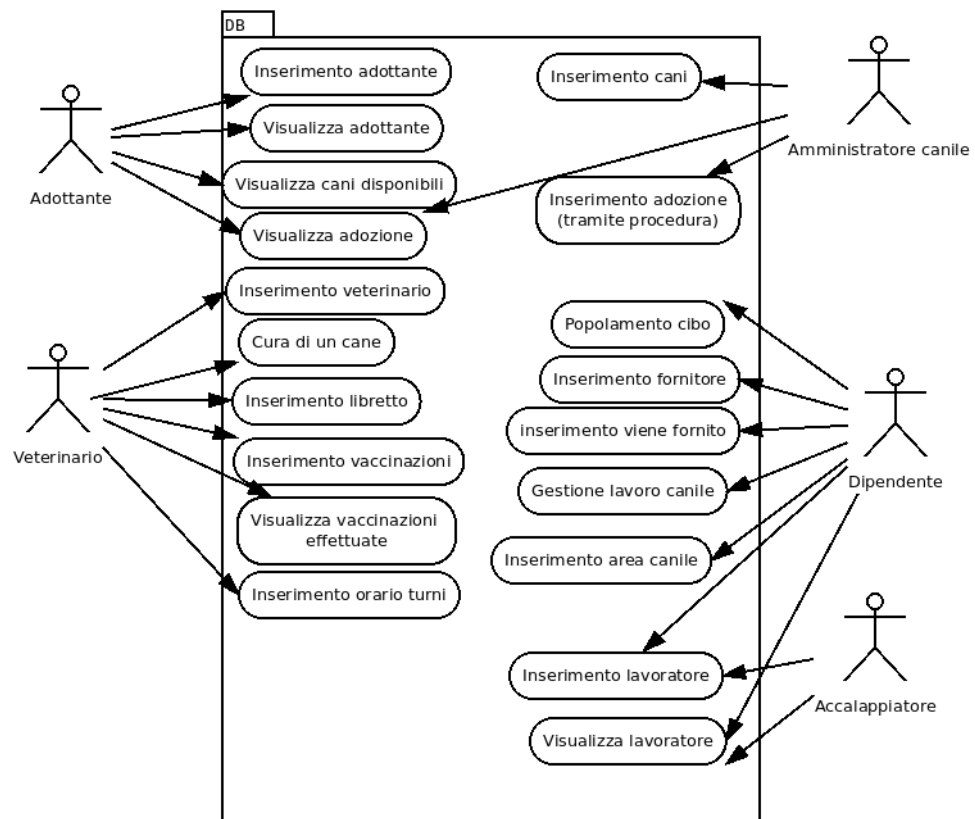 DB
Inserimento adottante
Visualizza adottante
Visualizza cani disponibili
Visualizza adozione
Inserimento veterinario
Cura di un cane
Inserimento libretto
Inserimento vaccinazioni
Visualizza vaccinazioni
effettuate
Inserimento orario turni
Inserimento cani
Inserimento adozione
(tramite procedura)
Popolamento cibo
Inserimento fornitore
inserimento viene fornito
Gestione lavoro canile
Inserimento area canile
Inserimento lavoratore
Visualizza lavoratore
Adottante
Veterinario
Amministratore canile
Dipendente
Accalappiatore